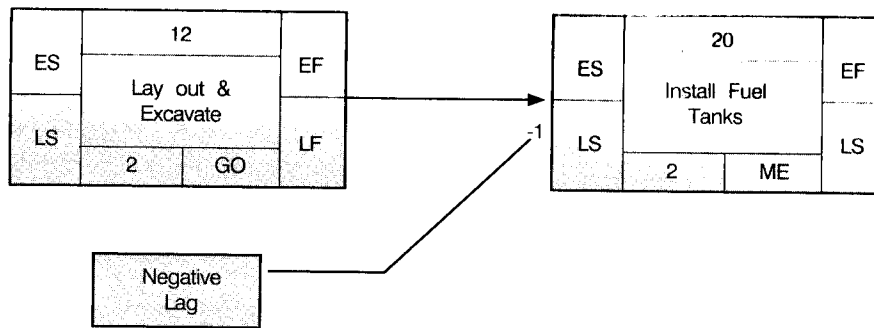 12
ES
EF
Lay out &
Excavate
LS
LF
2
GO
20
ES
EF
Install Fuel
Tanks
-1
LS
LS
2
ME
Negative
Lag